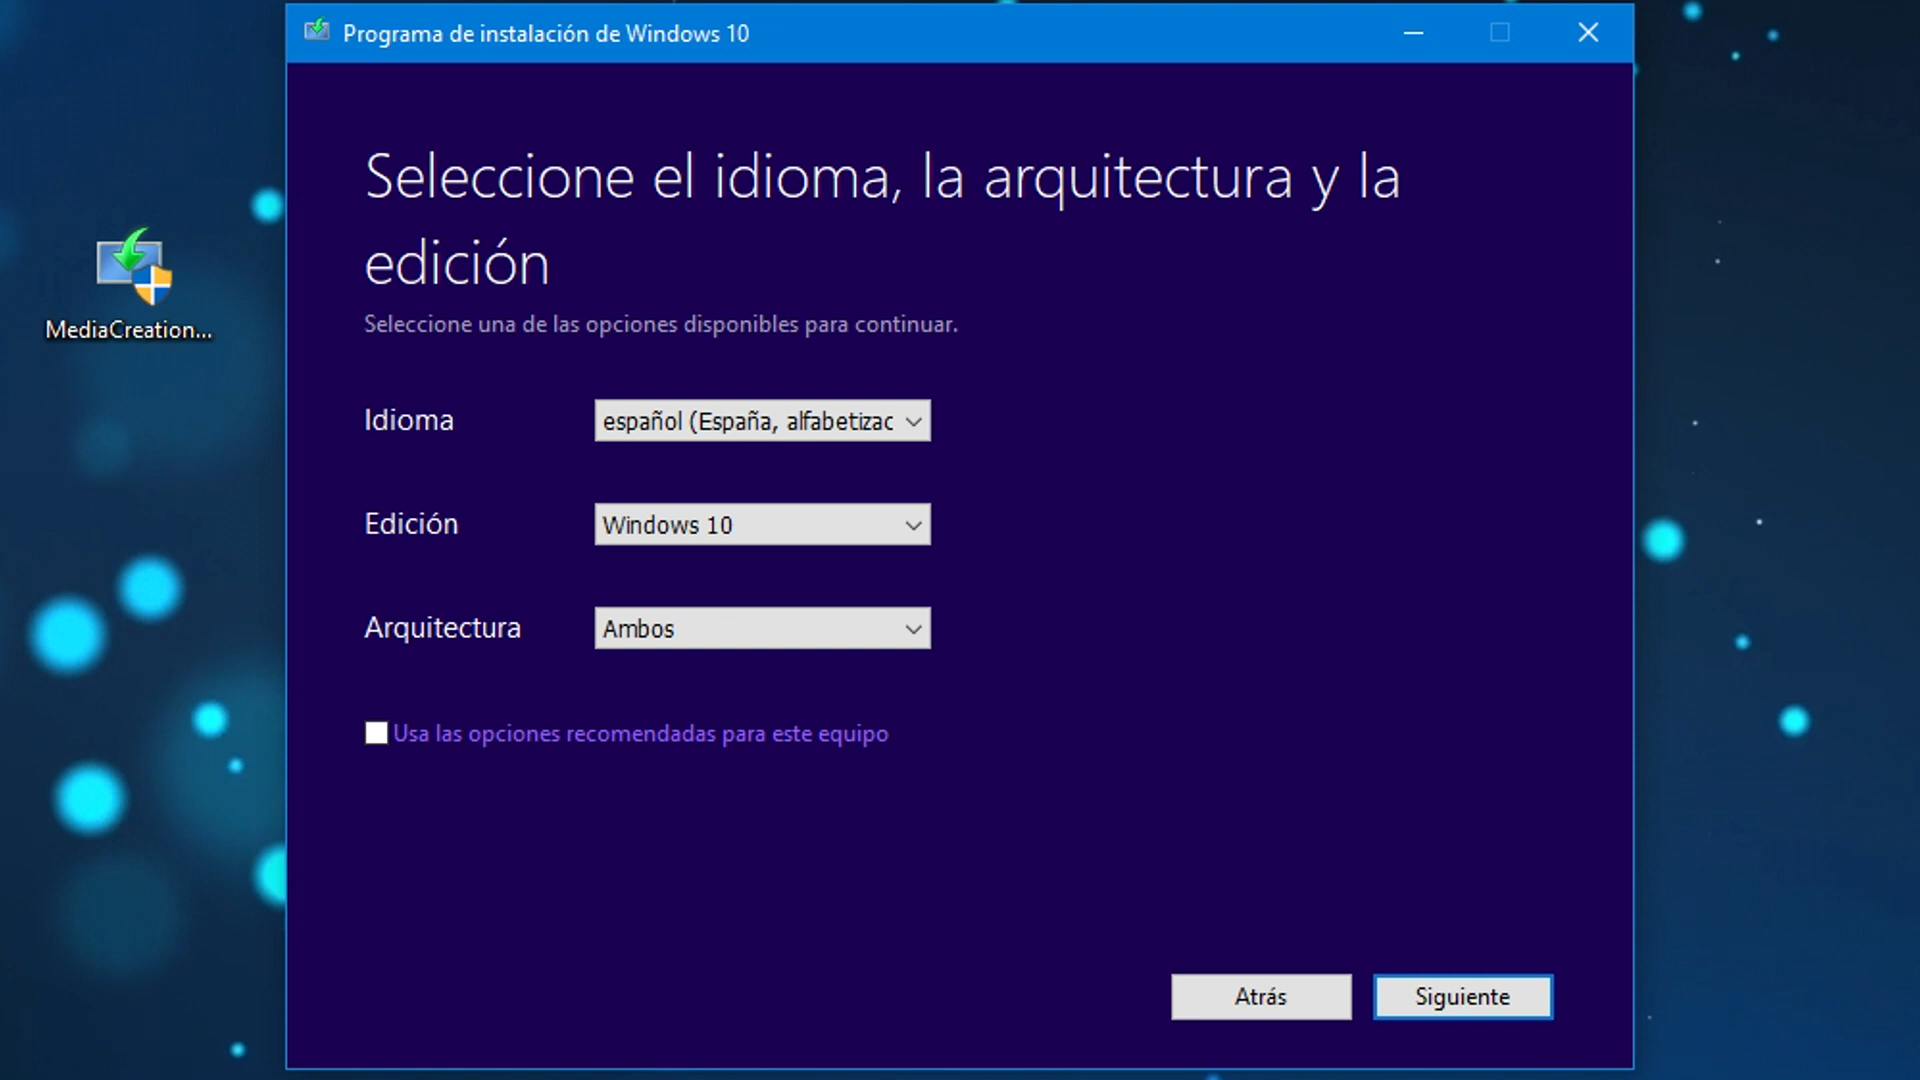 Programa de instalación de Windows 10
Seleccione el idioma, la arquitectura y la
edición
Seleccione una de las opciones disponibles para continuar.
MediaCreation...
Idioma
español (España, alfabetizac
Edición
Windows 10
Arquitectura
Ambos
Usa las opciones recomendadas para este equipo
Atrás
Siguiente